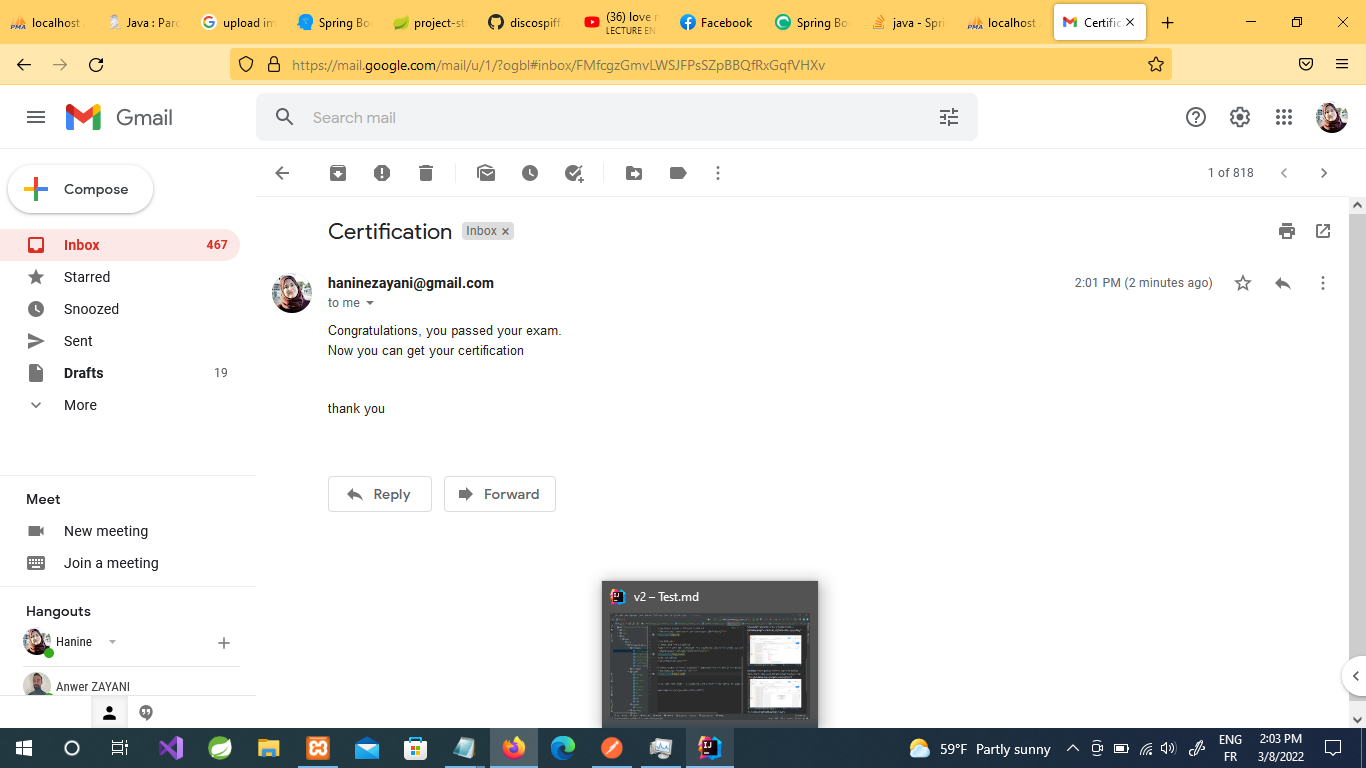 localhost
Java : Parc
upload im
Spring Bo
project-st
discospiff
(36) love r
LECTURE EN
Facebook
Spring Bo
java - Spri
localhost
Certific
https://mail.google.com/mail/u/1/?ogbl#inbox/FMfcgzGmvLWSJFPsSZpBBQfRxGqfVHXv
Gmail
Search mail
Compose
1 of 818
Inbox 467
Starred
Snoozed
Sent
Drafts 19
More
Certification
Inbox ×
haninezayani@gmail.com
2:01 PM (2 minutes ago)
to me
Congratulations, you passed your exam.
Now you can get your certification
thank you
Reply
Forward
Meet
New meeting
Join a meeting
Hangouts
Hanine
Anwer ZAYANI
v2 – Test.md
59°F Partly sunny
ENG
FR
2:03 PM
3/8/2022